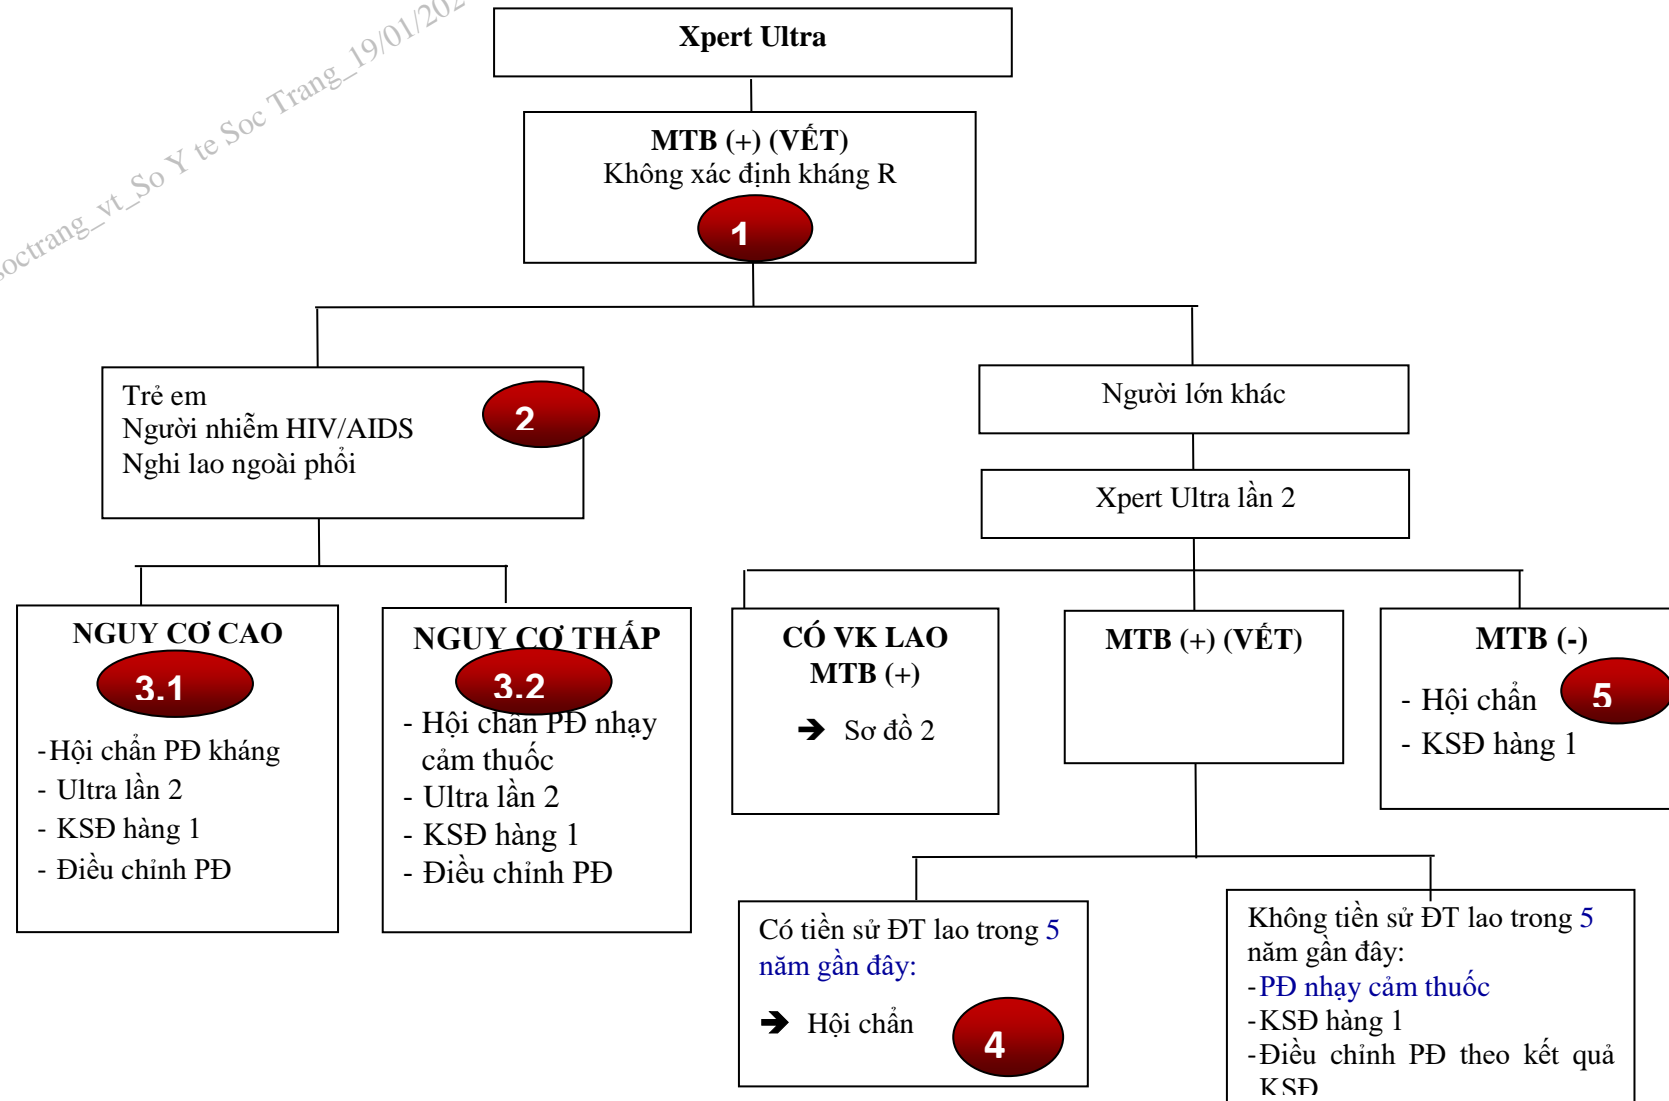 soctrang_vt_So Y te Soc Trang_19/01/202
Xpert Ultra
MTB (+) (VẾT)
Không xác định kháng R
1
Trẻ em
Người nhiễm HIV/AIDS
Nghi lao ngoài phổi
2
Người lớn khác
Xpert Ultra lần 2
NGUY CƠ CAO
3.1
-Hội chẩn PĐ kháng
- Ultra lần 2
- KSĐ hàng 1
- Điều chỉnh PĐ
NGUY CƠ THẤP
3.2
- Hội chẩn PĐ nhạy
cảm thuốc
- Ultra lần 2
- KSĐ hàng 1
- Điều chỉnh PĐ
CÓ VK LAO
MTB (+)
➔ Sơ đồ 2
MTB (+) (VẾT)
MTB (-)
- Hội chẩn
5
- KSĐ hàng 1
Có tiền sử ĐT lao trong 5
năm gần đây:
➔ Hội chẩn
4
Không tiền sử ĐT lao trong 5
năm gần đây:
-PĐ nhạy cảm thuốc
-KSĐ hàng 1
-Điều chỉnh PĐ theo kết quả
KSĐ